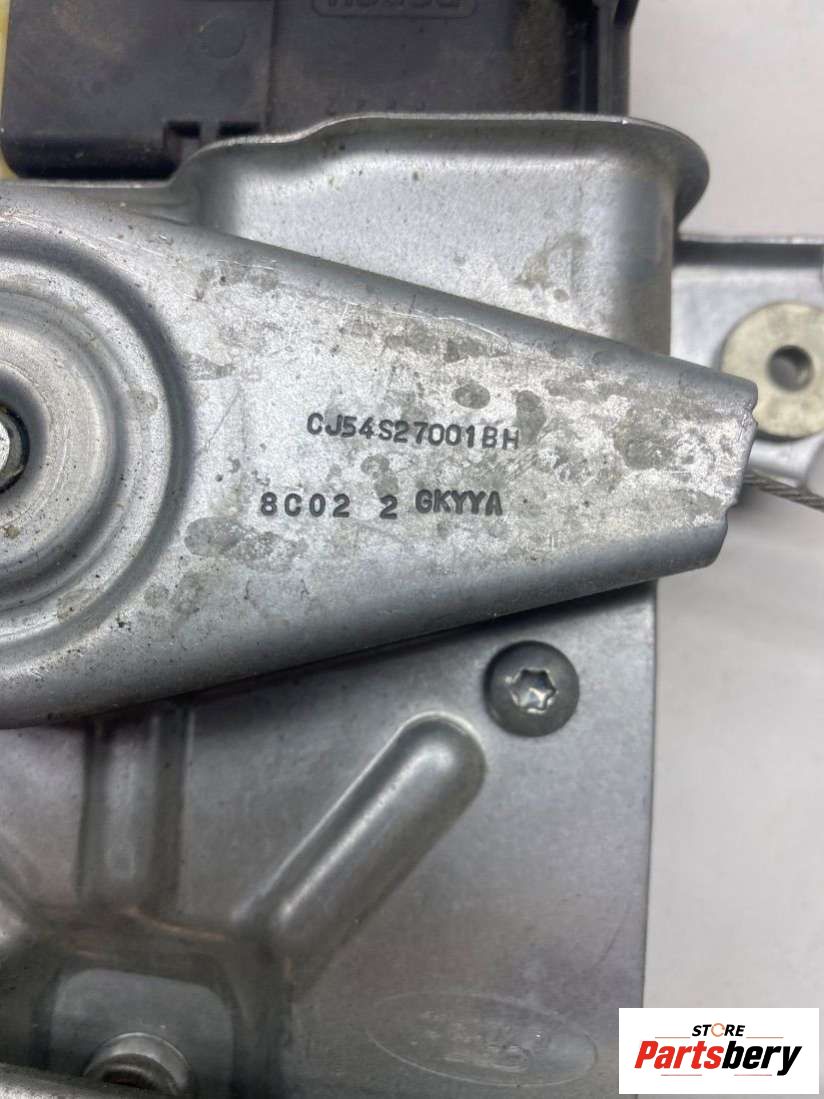 CJ54S27001BH
8C02 2 GKYYA
STORE
Partsbery